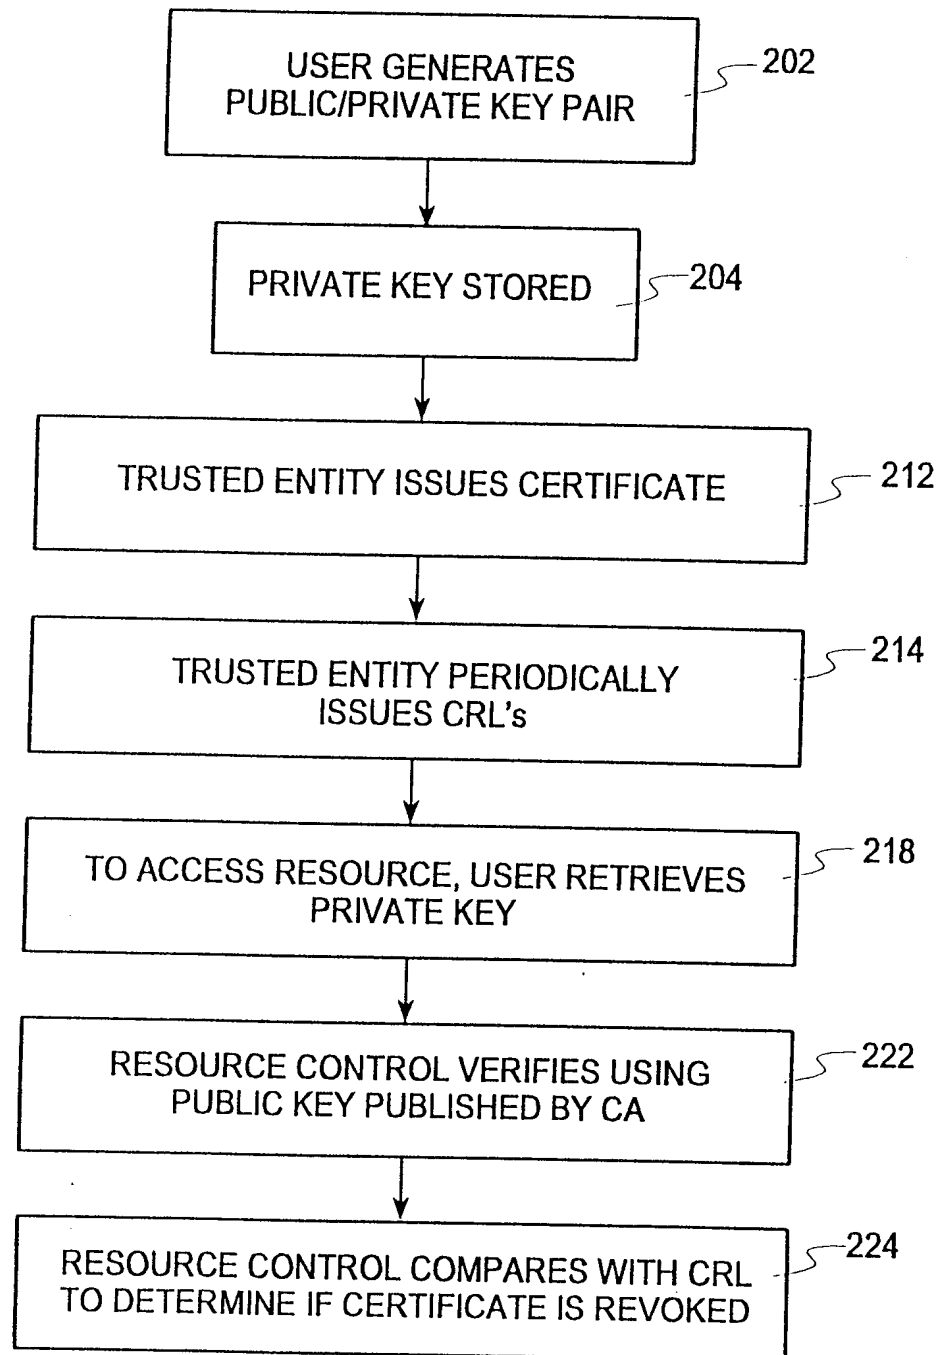 USER GENERATES
PUBLIC/PRIVATE KEY PAIR
202
PRIVATE KEY STORED
204
TRUSTED ENTITY ISSUES CERTIFICATE
212
TRUSTED ENTITY PERIODICALLY
ISSUES CRL's
214
TO ACCESS RESOURCE, USER RETRIEVES
PRIVATE KEY
218
RESOURCE CONTROL VERIFIES USING
PUBLIC KEY PUBLISHED BY CA
222
RESOURCE CONTROL COMPARES WITH CRL
TO DETERMINE IF CERTIFICATE IS REVOKED
224